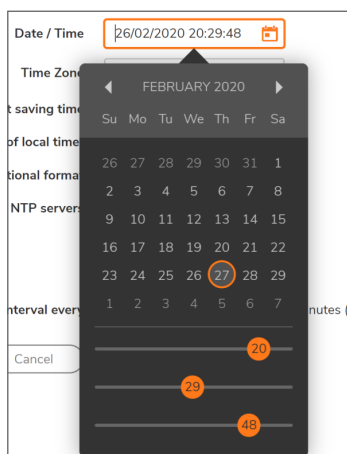 Date / Time 26/02/2020 20:29:48
Time Zone
FEBRUARY 2020
t saving time
Su Mo Tu We Th Fr Sa
of local time
26 27 28 29 30 31 1
tional format
2 3 4 5 6 7 8
NTP servers
9 10 11 12 13 14 15
16 17 18 19 20 21 22
23 24 25 26 27 28 29
1 2 3 4 5 6 7
nterval every nutes (
20
Cancel
29
48